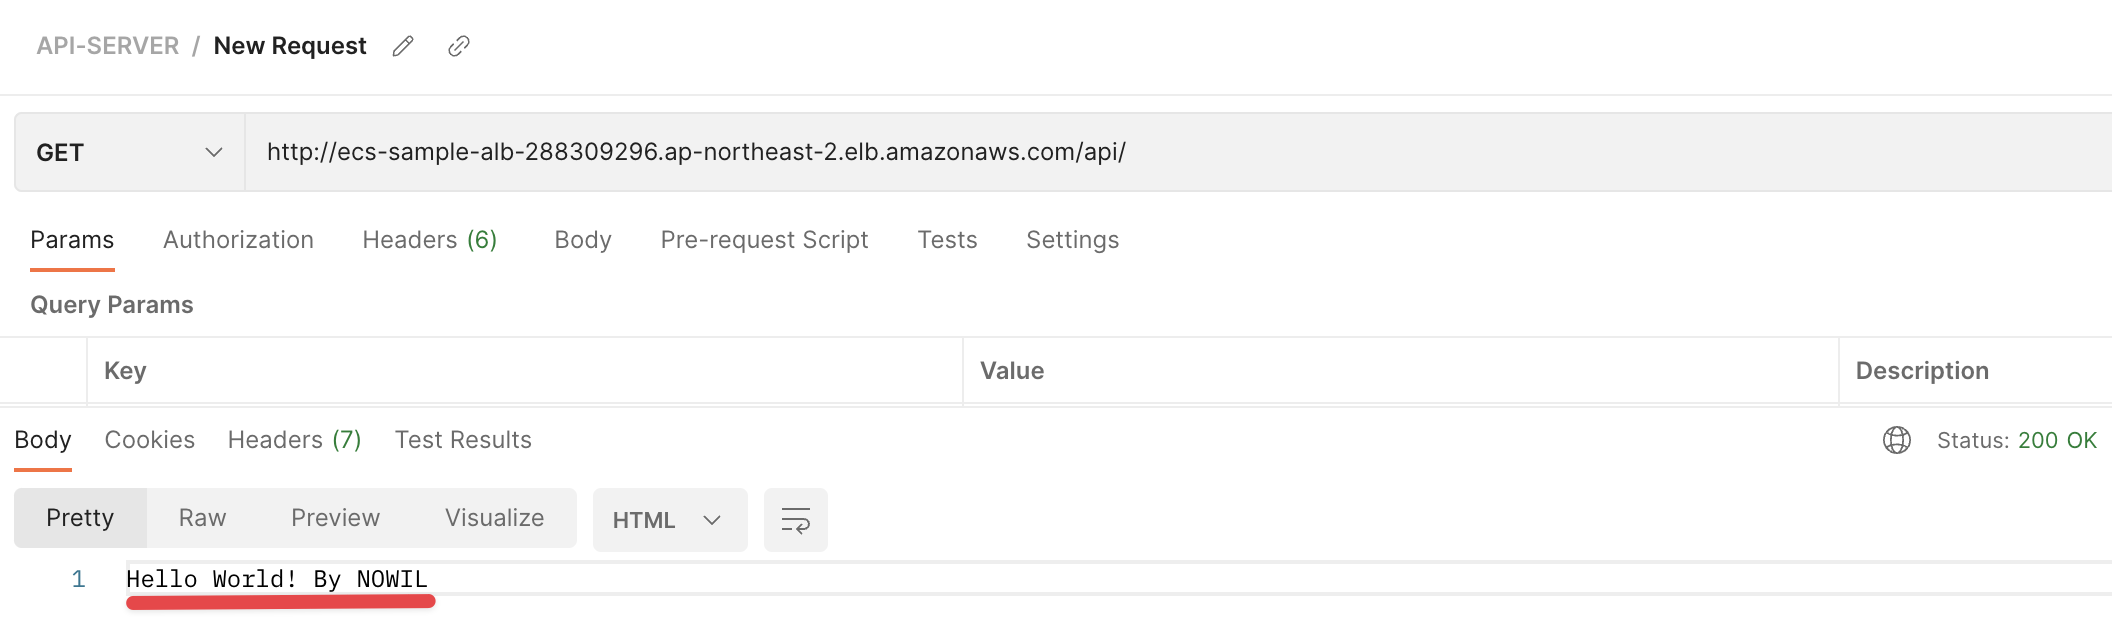 API-SERVER / New Request
GET http://ecs-sample-alb-288309296.ap-northeast-2.elb.amazonaws.com/api/
Params Authorization Headers (6) Body Pre-request Script Tests Settings
Query Params
Key Value Description
Body Cookies Headers (7) Test Results Status: 200 OK
Pretty Raw Preview Visualize HTML
1 Hello World! By NOWIL